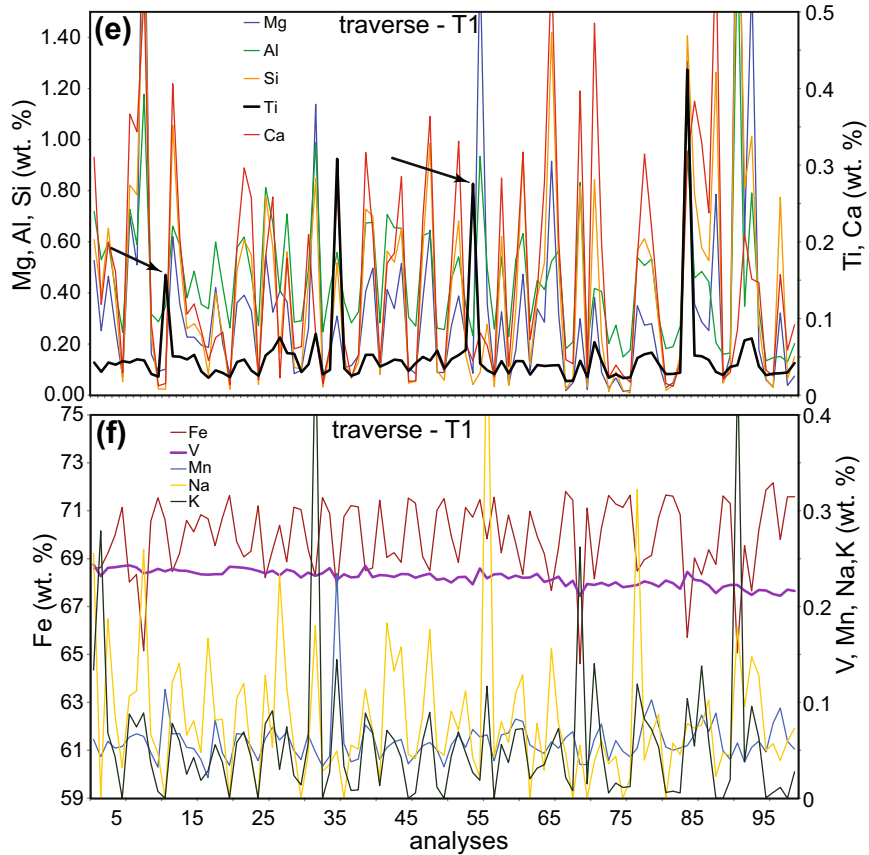 (e)
traverse - T1
Mg
Al
Si
Ti
Ca
Mg, Al, Si (wt. %)
1.40
1.20
1.00
0.80
0.60
0.40
0.20
0.00
Ti, Ca (wt. %)
0.5
0.4
0.3
0.2
0.1
0
(f)
traverse - T1
Fe
V
Mn
Na
K
Fe (wt. %)
75
73
71
69
67
65
63
61
59
V, Mn, Na,K (wt. %)
0.4
0.3
0.2
0.1
0
5 15 25 35 45 55 65 75 85 95
analyses